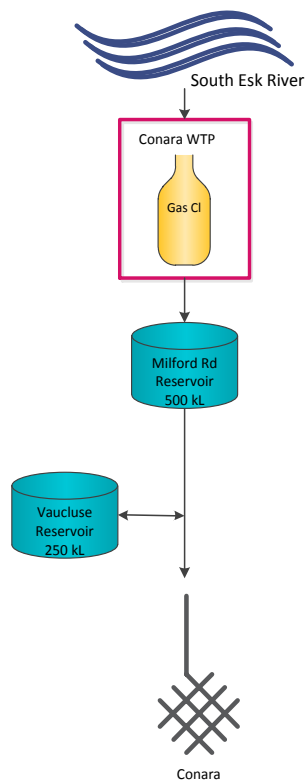 South Esk River
Conara WTP
Gas Cl
Milford Rd
Reservoir
500 kL
Vaucluse
Reservoir
250 kL
Conara